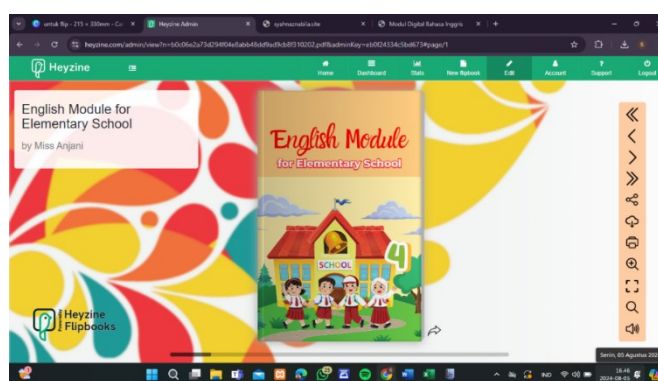 untuk flip - 215 x 330mm - Co
Heyzine Admin
syahmaznabila.site
Modul Digital Bahasa Inggris
heyzine.com/admin/view?n=b0c06e2a73d294f04e8abb48dd9ad9cb8f310202.pdf&adminKey=eb0f24334c5bd673#page/1
Heyzine
Home
Dashboard
Stats
New flipbook
Edit
Account
Support
Logout
English Module for
Elementary School
by Miss Anjani
English Module
for Elementary School
SCHOOL
4
Heyzine
Flipbooks
Senin, 05 Agustus 202
IND
16.46
2024-08-05